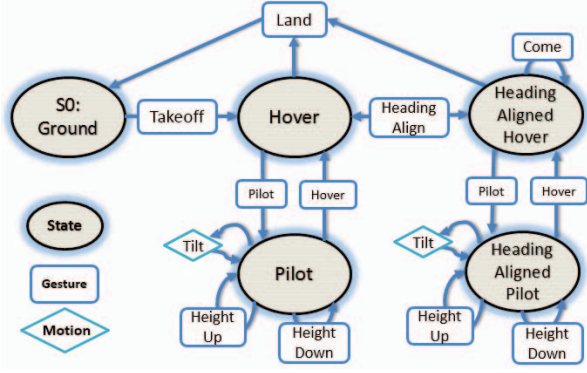 Land
Come
S0:
Ground
Takeoff
Hover
Heading
Align
Heading
Aligned
Hover
Pilot
Hover
Pilot
Hover
State
Tilt
Pilot
Tilt
Heading
Aligned
Pilot
Gesture
Height
Up
Height
Down
Height
Up
Height
Down
Motion